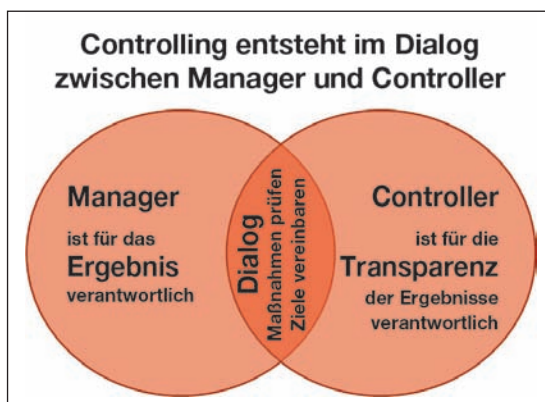 Controlling entsteht im Dialog
zwischen Manager und Controller
Manager
ist für das
Ergebnis
verantwortlich
Dialog
Maßnahmen prüfen
Ziele vereinbaren
Controller
ist für die
Transparenz
der Ergebnisse
verantwortlich